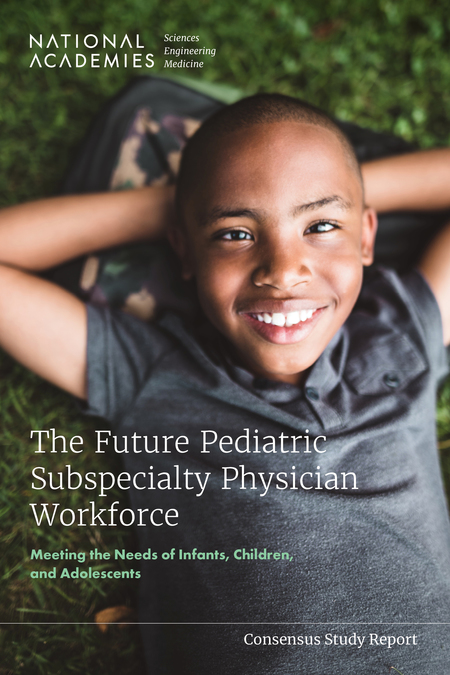 NATIONAL
ACADEMIES
Sciences
Engineering
Medicine
The Future Pediatric
Subspecialty Physician
Workforce
Meeting the Needs of Infants, Children,
and Adolescents
Consensus Study Report